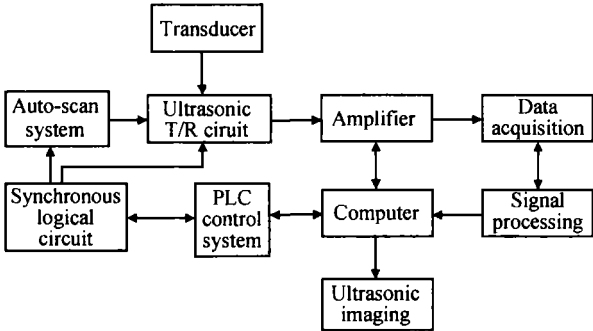 Transducer
Auto-scan
system
Ultrasonic
T/R ciruit
Amplifier
Data
acquisition
Synchronous
logical
circuit
PLC
control
system
Computer
Signal
processing
Ultrasonic
imaging